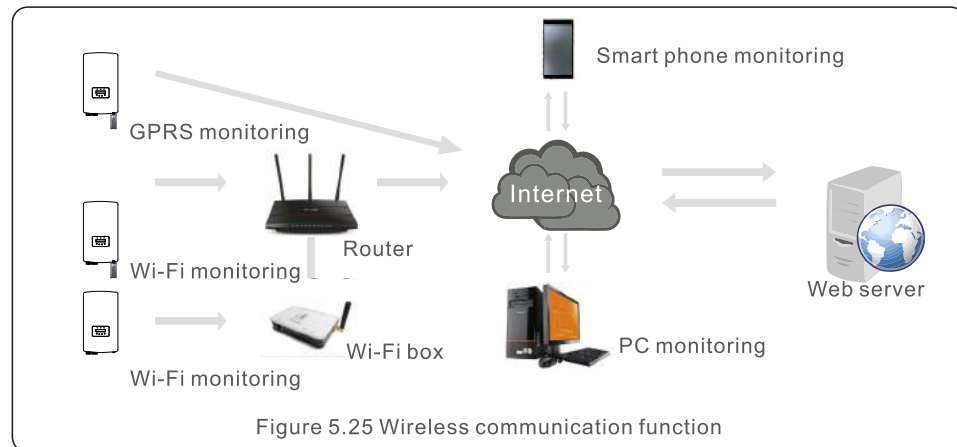 Smart phone monitoring
GPRS monitoring
Internet
Router
Wi-Fi monitoring
Web server
Wi-Fi box
PC monitoring
Wi-Fi monitoring
Figure 5.25 Wireless communication function